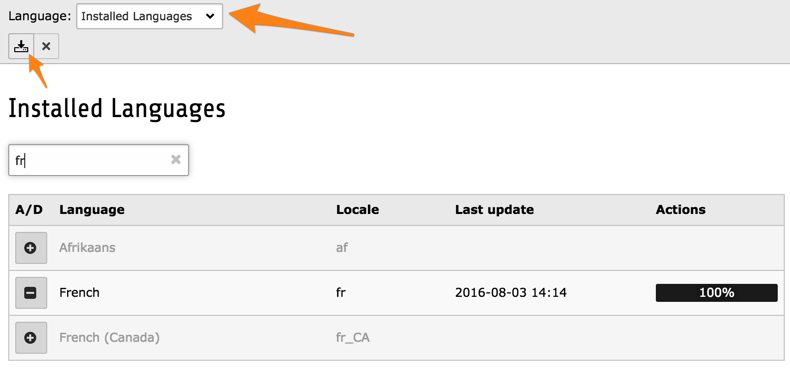 Language: Installed Languages
Installed Languages
fr
A/D Language Locale Last update Actions
Afrikaans af
French fr 2016-08-03 14:14 100%
French (Canada) fr_CA